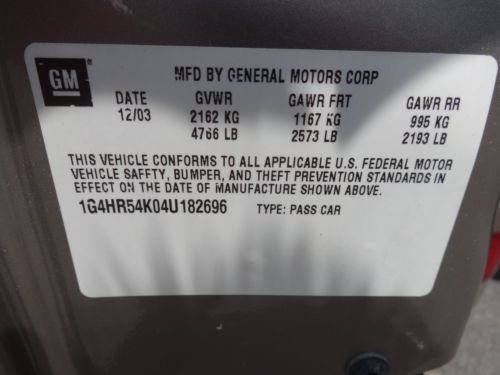 GM
MFD BY GENERAL MOTORS CORP
DATE GVWR GAWR FRT GAWR RR
12/03 2162 KG 1167 KG 995 KG
4766 LB 2573 LB 2193 LB
THIS VEHICLE CONFORMS TO ALL APPLICABLE U.S. FEDERAL MOTOR
VEHICLE SAFTY, BUMPER, AND THEFT PREVENTION STANDARDS IN
EFFECT ON THE DATE OF MANUFACTURE SHOWN ABOVE.
1G4HR54K04U182696 TYPE: PASS CAR